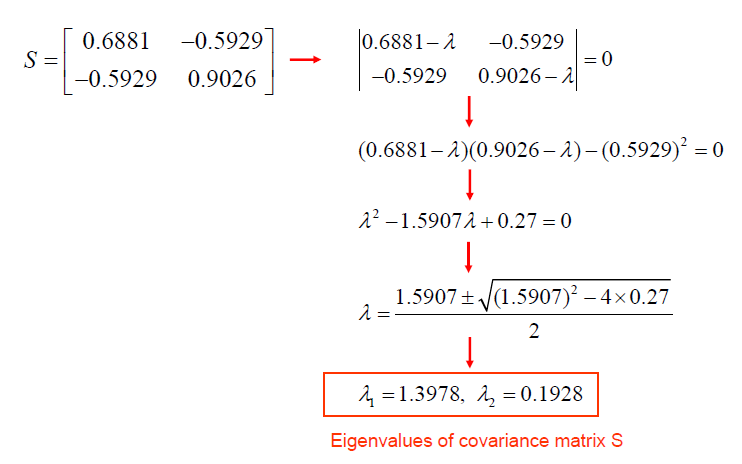 S = [ 0.6881 −0.5929 ; −0.5929 0.9026 ] → | 0.6881−λ −0.5929 ; −0.5929 0.9026−λ | = 0
(0.6881−λ)(0.9026−λ)−(0.5929)² = 0
λ² −1.5907λ + 0.27 = 0
λ = (1.5907 ± √((1.5907)² − 4×0.27)) / 2
λ₁ = 1.3978, λ₂ = 0.1928
Eigenvalues of covariance matrix S